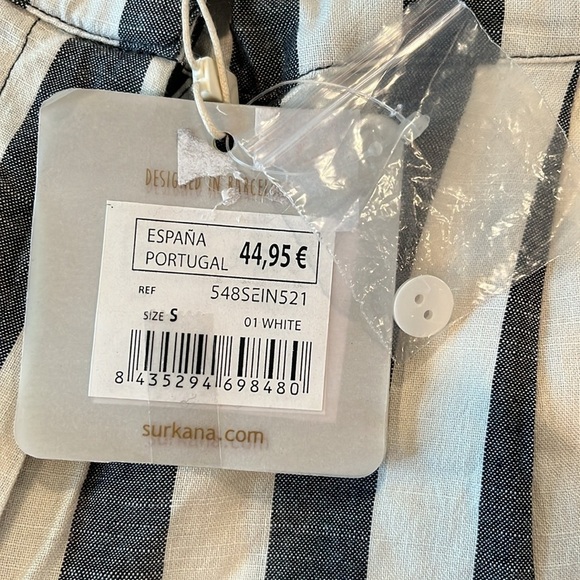 DESIGNED IN
ESPAÑA
PORTUGAL 44,95 €
REF 548SEIN521
SIZE S 01 WHITE
8 435294 698480
surkana.com